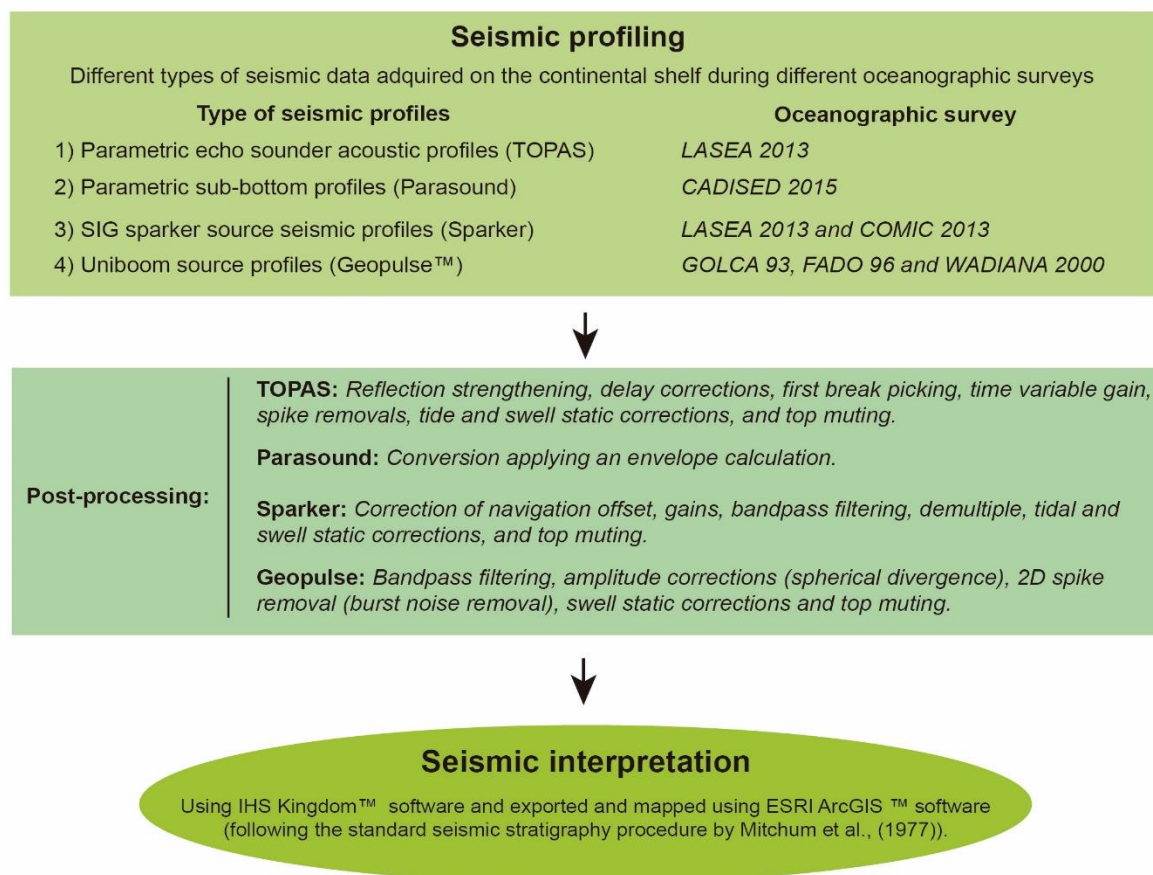 Seismic profiling
Different types of seismic data adquired on the continental shelf during different oceanographic surveys
Type of seismic profiles
Oceanographic survey
1) Parametric echo sounder acoustic profiles (TOPAS)
LASEA 2013
2) Parametric sub-bottom profiles (Parasound)
CADISED 2015
3) SIG sparker source seismic profiles (Sparker)
LASEA 2013 and COMIC 2013
4) Uniboom source profiles (Geopulse™)
GOLCA 93, FADO 96 and WADIANA 2000
Post-processing:
TOPAS: Reflection strengthening, delay corrections, first break picking, time variable gain,
spike removals, tide and swell static corrections, and top muting.
Parasound: Conversion applying an envelope calculation.
Sparker: Correction of navigation offset, gains, bandpass filtering, demultiple, tidal and
swell static corrections, and top muting.
Geopulse: Bandpass filtering, amplitude corrections (spherical divergence), 2D spike
removal (burst noise removal), swell static corrections and top muting.
Seismic interpretation
Using IHS Kingdom™ software and exported and mapped using ESRI ArcGIS ™ software
(following the standard seismic stratigraphy procedure by Mitchum et al., (1977)).